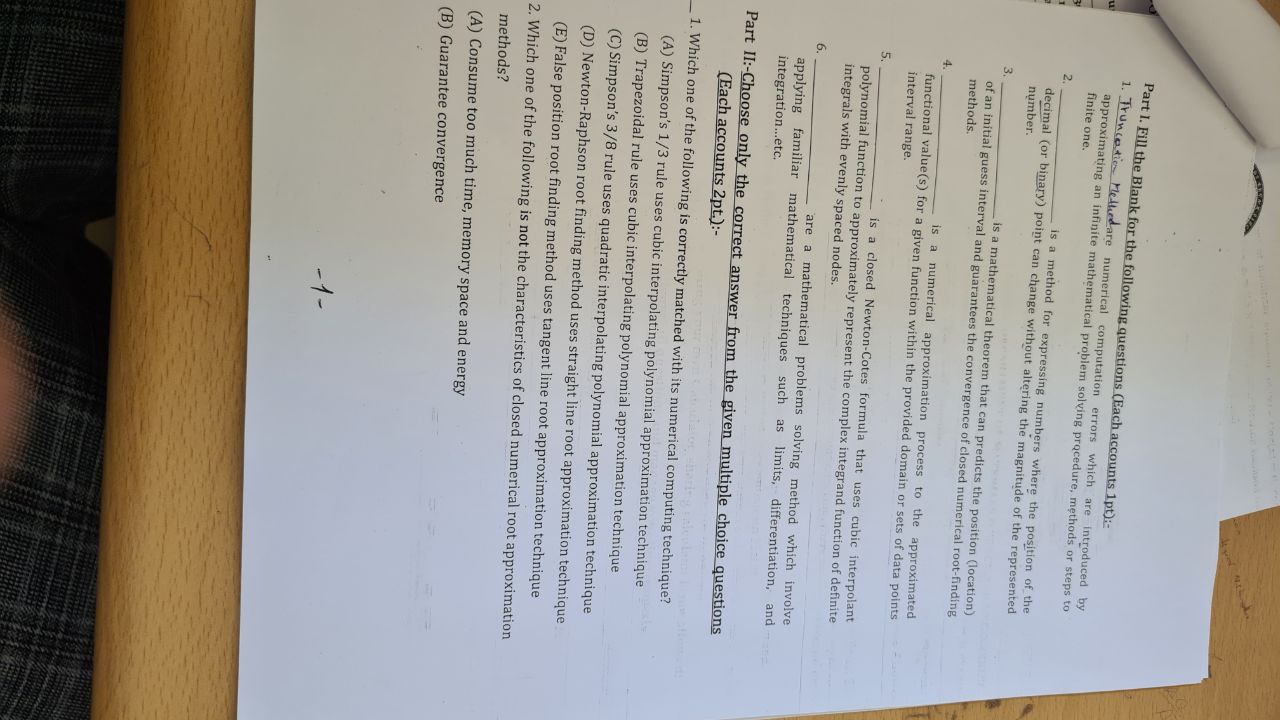 Part I. Fill the Blank for the following questions (Each accounts 1pt):-
1. Truncation Method are numerical computation errors which are introduced by
approximating an infinite mathematical problem solving procedure, methods or steps to
finite one.
2. ____________ is a method for expressing numbers where the position of the
decimal (or binary) point can change without altering the magnitude of the represented
number.
3. ____________ is a mathematical theorem that can predicts the position (location)
of an initial guess interval and guarantees the convergence of closed numerical root-finding
methods.
4. ____________ is a numerical approximation process to the approximated
functional value(s) for a given function within the provided domain or sets of data points
interval range.
5. ____________ is a closed Newton-Cotes formula that uses cubic interpolant
polynomial function to approximately represent the complex integrand function of definite
integrals with evenly spaced nodes.
6. ____________ are a mathematical problems solving method which involve
applying familiar mathematical techniques such as limits, differentiation, and
integration...etc.
Part II:-Choose only the correct answer from the given multiple choice questions
(Each accounts 2pt.):-
1. Which one of the following is correctly matched with its numerical computing technique?
(A) Simpson's 1/3 rule uses cubic interpolating polynomial approximation technique
(B) Trapezoidal rule uses cubic interpolating polynomial approximation technique
(C) Simpson's 3/8 rule uses quadratic interpolating polynomial approximation technique
(D) Newton-Raphson root finding method uses straight line root approximation technique
(E) False position root finding method uses tangent line root approximation technique
2. Which one of the following is not the characteristics of closed numerical root approximation
methods?
(A) Consume too much time, memory space and energy
(B) Guarantee convergence
-1-